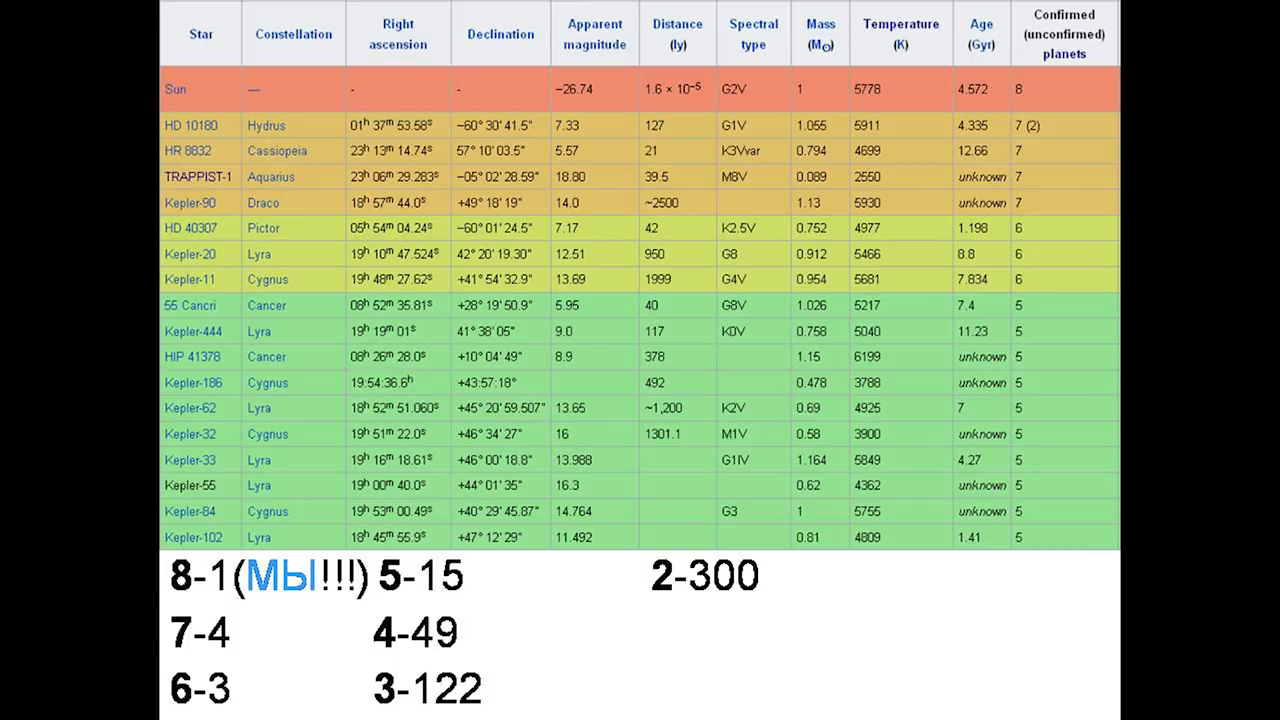 Star Constellation Right ascension Declination Apparent magnitude Distance (ly) Spectral type Mass (M☉) Temperature (K) Age (Gyr) Confirmed (unconfirmed) planets
Sun — - - −26.74 1.6 × 10⁻⁵ G2V 1 5778 4.572 8
HD 10180 Hydrus 01ʰ 37ᵐ 53.58ˢ −60° 30' 41.5" 7.33 127 G1V 1.055 5911 4.335 7 (2)
HR 8832 Cassiopeia 23ʰ 13ᵐ 14.74ˢ 57° 10' 03.5" 5.57 21 K3Vvar 0.794 4699 12.66 7
TRAPPIST-1 Aquarius 23ʰ 06ᵐ 29.283ˢ −05° 02' 28.59" 18.80 39.5 M8V 0.089 2550 unknown 7
Kepler-90 Draco 18ʰ 57ᵐ 44.0ˢ +49° 18' 19" 14.0 ~2500 1.13 5930 unknown 7
HD 40307 Pictor 05ʰ 54ᵐ 04.24ˢ −60° 01' 24.5" 7.17 42 K2.5V 0.752 4977 1.198 6
Kepler-20 Lyra 19ʰ 10ᵐ 47.524ˢ 42° 20' 19.30" 12.51 950 G8 0.912 5466 8.8 6
Kepler-11 Cygnus 19ʰ 48ᵐ 27.62ˢ +41° 54' 32.9" 13.69 1999 G4V 0.954 5681 7.834 6
55 Cancri Cancer 08ʰ 52ᵐ 35.81ˢ +28° 19' 50.9" 5.95 40 G8V 1.026 5217 7.4 5
Kepler-444 Lyra 19ʰ 19ᵐ 01ˢ 41° 38' 05" 9.0 117 K0V 0.758 5040 11.23 5
HIP 41378 Cancer 08ʰ 26ᵐ 28.0ˢ +10° 04' 49" 8.9 378 1.15 6199 unknown 5
Kepler-186 Cygnus 19:54:36.6ʰ +43:57:18° 492 0.478 3788 unknown 5
Kepler-62 Lyra 18ʰ 52ᵐ 51.060ˢ +45° 20' 59.507" 13.65 ~1,200 K2V 0.69 4925 7 5
Kepler-32 Cygnus 19ʰ 51ᵐ 22.0ˢ +46° 34' 27" 16 1301.1 M1V 0.58 3900 unknown 5
Kepler-33 Lyra 19ʰ 16ᵐ 18.61ˢ +46° 00' 18.8" 13.988 G1IV 1.164 5849 4.27 5
Kepler-55 Lyra 19ʰ 00ᵐ 40.0ˢ +44° 01' 35" 16.3 0.62 4362 unknown 5
Kepler-84 Cygnus 19ʰ 53ᵐ 00.49ˢ +40° 29' 45.87" 14.764 G3 1 5755 unknown 5
Kepler-102 Lyra 18ʰ 45ᵐ 55.9ˢ +47° 12' 29" 11.492 0.81 4809 1.41 5
8-1(МЫ!!!) 5-15 2-300
7-4 4-49
6-3 3-122